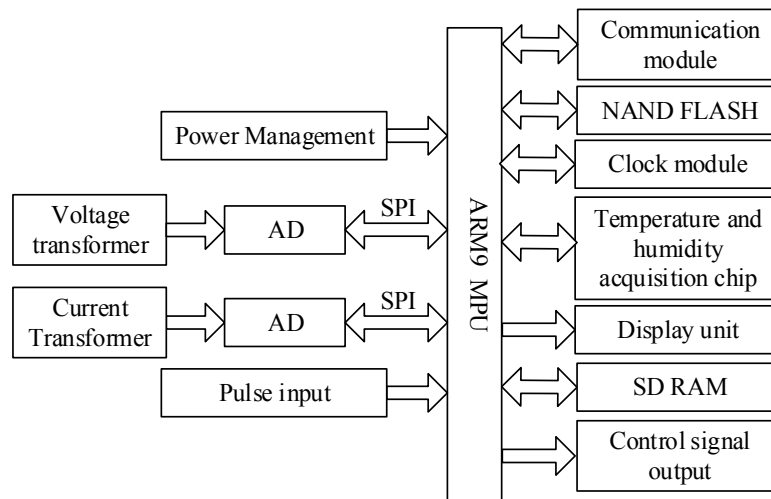 Communication
module
NAND FLASH
Power Management
Clock module
Voltage
transformer
AD
SPI
ARM9 MPU
Temperature and
humidity
acquisition chip
Current
Transformer
AD
SPI
Display unit
Pulse input
SD RAM
Control signal
output